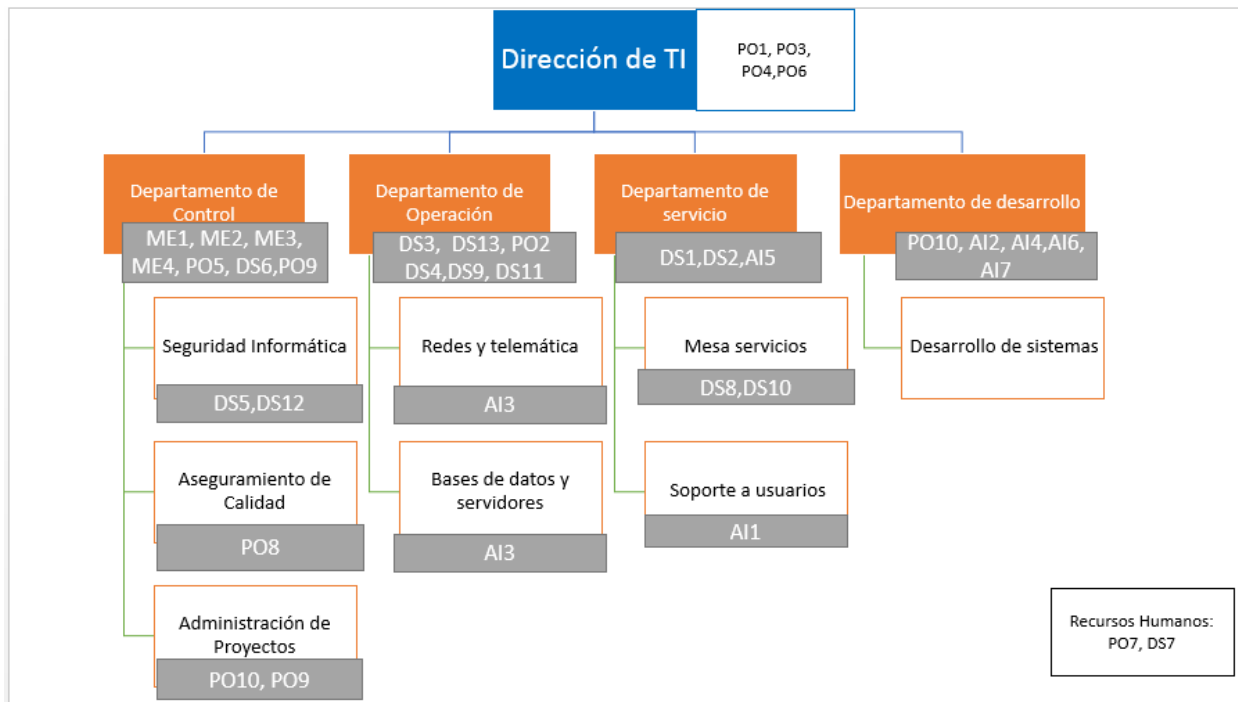 Dirección de TI
PO1, PO3,
PO4,PO6
Departamento de
Control
ME1, ME2, ME3,
ME4, PO5, DS6,PO9
Seguridad Informática
DS5,DS12
Aseguramiento de
Calidad
PO8
Administración de
Proyectos
PO10, PO9
Departamento de
Operación
DS3, DS13, PO2
DS4,DS9, DS11
Redes y telemática
AI3
Bases de datos y
servidores
AI3
Departamento de
servicio
DS1,DS2,AI5
Mesa servicios
DS8,DS10
Soporte a usuarios
AI1
Departamento de desarrollo
PO10, AI2, AI4,AI6,
AI7
Desarrollo de sistemas
Recursos Humanos:
PO7, DS7